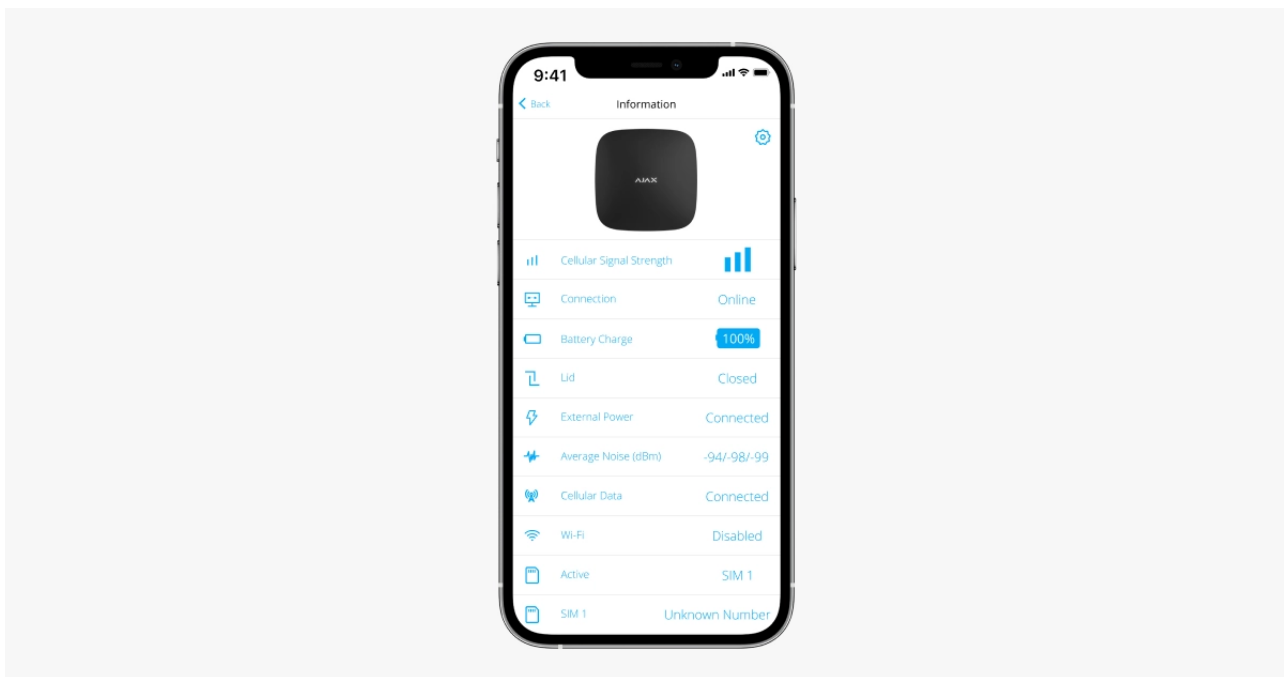 9:41
Back
Information
AJAX
Cellular Signal Strength
Connection Online
Battery Charge 100%
Lid Closed
External Power Connected
Average Noise (dBm) -94/-98/-99
Cellular Data Connected
Wi-Fi Disabled
Active SIM 1
SIM 1 Unknown Number